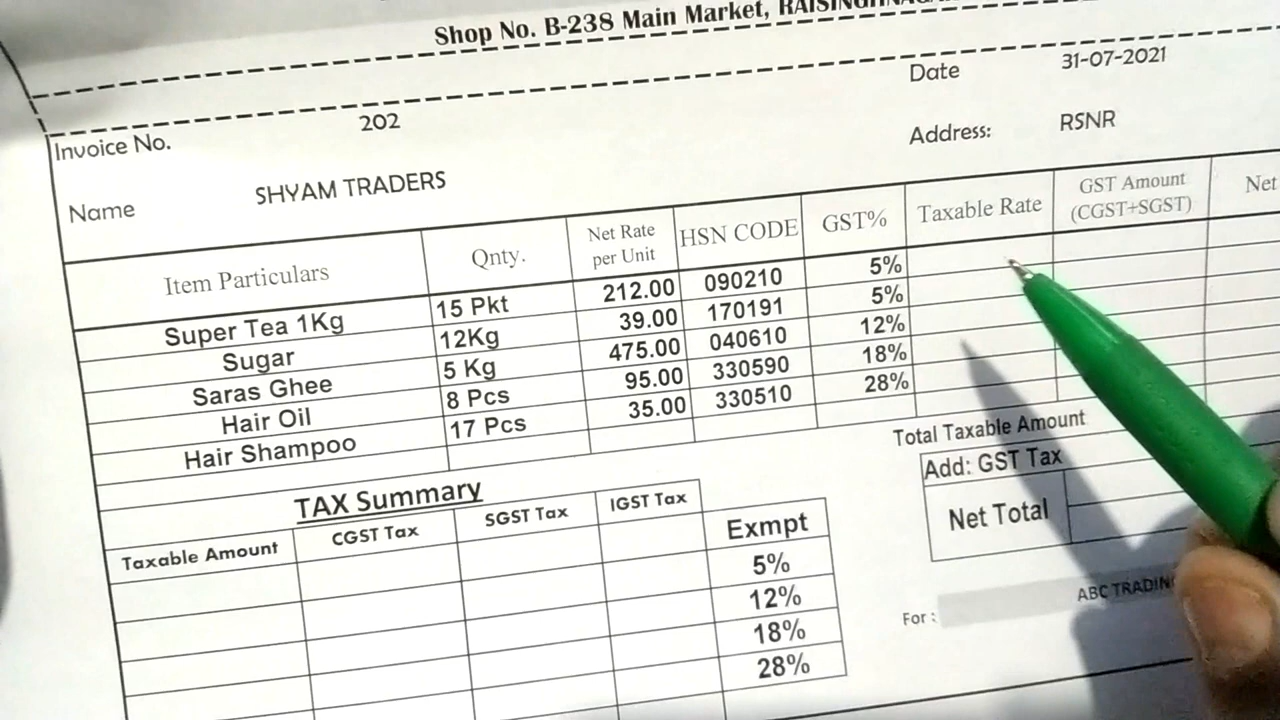 Shop No. B-238 Main Market,
Date 31-07-2021
Invoice No. 202
Address: RSNR
Name SHYAM TRADERS
Item Particulars Qnty. Net Rate per Unit HSN CODE GST% Taxable Rate GST Amount (CGST+SGST) Net
Super Tea 1Kg 15 Pkt 212.00 090210 5%
Sugar 12Kg 39.00 170191 5%
Saras Ghee 5 Kg 475.00 040610 12%
Hair Oil 8 Pcs 95.00 330590 18%
Hair Shampoo 17 Pcs 35.00 330510 28%
Total Taxable Amount
Add: GST Tax
Net Total
TAX Summary
Taxable Amount CGST Tax SGST Tax IGST Tax Exmpt
5%
12%
18%
28%
For : ABC TRADING